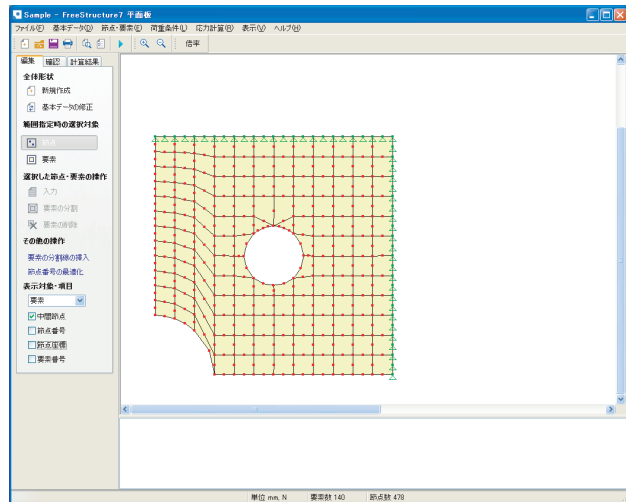 Sample - FreeStructure7 平面板
ファイル(F) 基本データ(D) 節点・要素(E) 荷重条件(L) 応力計算(R) 表示(V) ヘルプ(H)
倍率
編集 確認 計算結果
全体形状
新規作成
基本データの修正
範囲指定時の選択対象
節点
要素
選択した節点・要素の操作
入力
要素の分割
要素の削除
その他の操作
要素の分割線の挿入
節点番号の最適化
表示対象・項目
要素
中間節点
節点番号
節点座標
要素番号
単位 mm, N 要素数 140 節点数 478